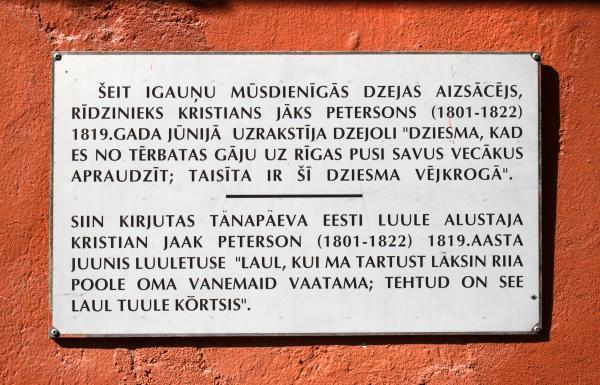 ŠEIT IGAUŅU MŪSDIENĪGĀS DZEJAS AIZSĀCĒJS,
RĪDZINIEKS KRISTIANS JĀKS PETERSONS (1801-1822)
1819.GADA JŪNIJĀ UZRAKSTĪJA DZEJOLI "DZIESMA, KAD
ES NO TĒRBATAS GĀJU UZ RĪGAS PUSI SAVUS VECĀKUS
APRAUDZĪT; TAISĪTA IR ŠĪ DZIESMA VĒJKROGĀ".
SIIN KIRJUTAS TÄNAPÄEVA EESTI LUULE ALUSTAJA
KRISTIAN JAAK PETERSON (1801-1822) 1819.AASTA
JUUNIS LUULETUSE "LAUL, KUI MA TARTUST LÄKSIN RIIA
POOLE OMA VANEMAID VAATAMA; TEHTUD ON SEE
LAUL TUULE KÕRTSIS".